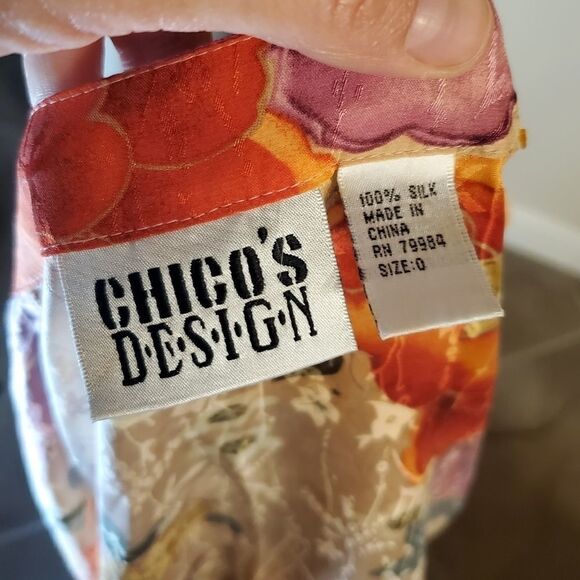 CHICO'S
D•E•S•I•G•N
100% SILK
MADE IN
CHINA
RN 79984
SIZE:0